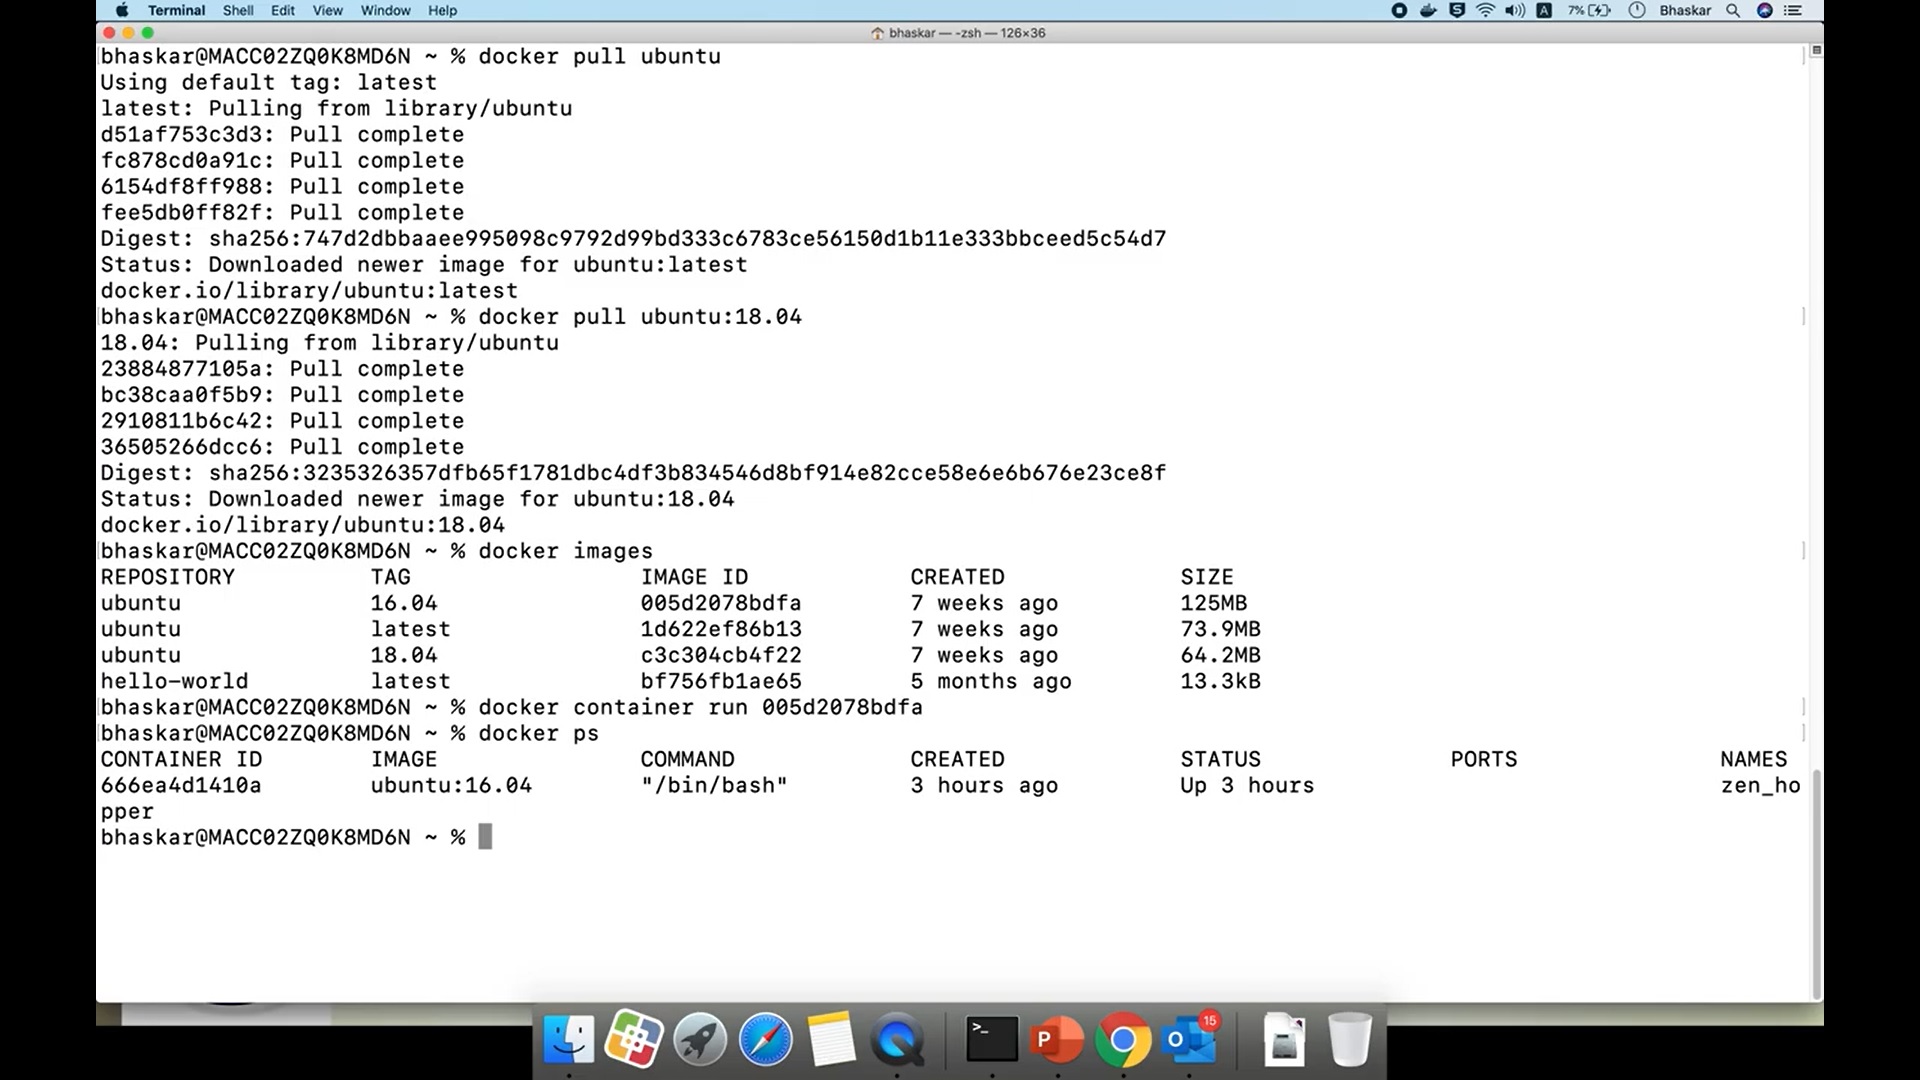 Terminal Shell Edit View Window Help A 7% Bhaskar
bhaskar — -zsh — 126×36
bhaskar@MACC02ZQ0K8MD6N ~ % docker pull ubuntu
Using default tag: latest
latest: Pulling from library/ubuntu
d51af753c3d3: Pull complete
fc878cd0a91c: Pull complete
6154df8ff988: Pull complete
fee5db0ff82f: Pull complete
Digest: sha256:747d2dbbaaee995098c9792d99bd333c6783ce56150d1b11e333bbceed5c54d7
Status: Downloaded newer image for ubuntu:latest
docker.io/library/ubuntu:latest
bhaskar@MACC02ZQ0K8MD6N ~ % docker pull ubuntu:18.04
18.04: Pulling from library/ubuntu
23884877105a: Pull complete
bc38caa0f5b9: Pull complete
2910811b6c42: Pull complete
36505266dcc6: Pull complete
Digest: sha256:3235326357dfb65f1781dbc4df3b834546d8bf914e82cce58e6e6b676e23ce8f
Status: Downloaded newer image for ubuntu:18.04
docker.io/library/ubuntu:18.04
bhaskar@MACC02ZQ0K8MD6N ~ % docker images
REPOSITORY TAG IMAGE ID CREATED SIZE
ubuntu 16.04 005d2078bdfa 7 weeks ago 125MB
ubuntu latest 1d622ef86b13 7 weeks ago 73.9MB
ubuntu 18.04 c3c304cb4f22 7 weeks ago 64.2MB
hello-world latest bf756fb1ae65 5 months ago 13.3kB
bhaskar@MACC02ZQ0K8MD6N ~ % docker container run 005d2078bdfa
bhaskar@MACC02ZQ0K8MD6N ~ % docker ps
CONTAINER ID IMAGE COMMAND CREATED STATUS PORTS NAMES
666ea4d1410a ubuntu:16.04 "/bin/bash" 3 hours ago Up 3 hours zen_ho
pper
bhaskar@MACC02ZQ0K8MD6N ~ %
15